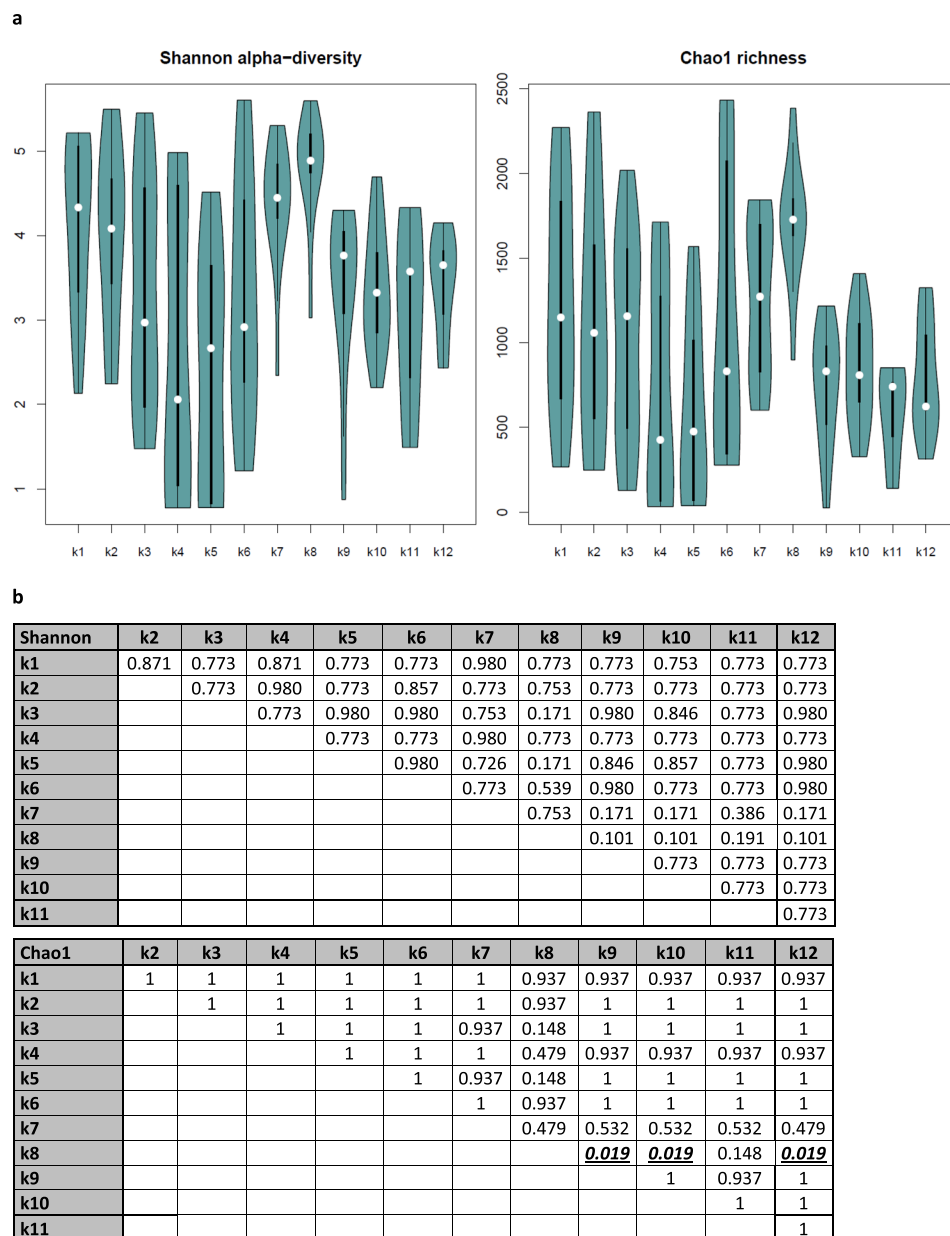 a
Shannon alpha−diversity
Chao1 richness
5
4
3
2
1
k1 k2 k3 k4 k5 k6 k7 k8 k9 k10 k11 k12
2500
2000
1500
1000
500
0
k1 k2 k3 k4 k5 k6 k7 k8 k9 k10 k11 k12
b
Shannon k2 k3 k4 k5 k6 k7 k8 k9 k10 k11 k12
k1 0.871 0.773 0.871 0.773 0.773 0.980 0.773 0.773 0.753 0.773 0.773
k2 0.773 0.980 0.773 0.857 0.773 0.753 0.773 0.773 0.773 0.773
k3 0.773 0.980 0.980 0.753 0.171 0.980 0.846 0.773 0.980
k4 0.773 0.773 0.980 0.773 0.773 0.773 0.773 0.773
k5 0.980 0.726 0.171 0.846 0.857 0.773 0.980
k6 0.773 0.539 0.980 0.773 0.773 0.980
k7 0.753 0.171 0.171 0.386 0.171
k8 0.101 0.101 0.191 0.101
k9 0.773 0.773 0.773
k10 0.773 0.773
k11 0.773
Chao1 k2 k3 k4 k5 k6 k7 k8 k9 k10 k11 k12
k1 1 1 1 1 1 1 0.937 0.937 0.937 0.937 0.937
k2 1 1 1 1 1 0.937 1 1 1 1
k3 1 1 1 0.937 0.148 1 1 1 1
k4 1 1 1 0.479 0.937 0.937 0.937 0.937
k5 1 0.937 0.148 1 1 1 1
k6 1 0.937 1 1 1 1
k7 0.479 0.532 0.532 0.532 0.479
k8 0.019 0.019 0.148 0.019
k9 1 0.937 1
k10 1 1
k11 1